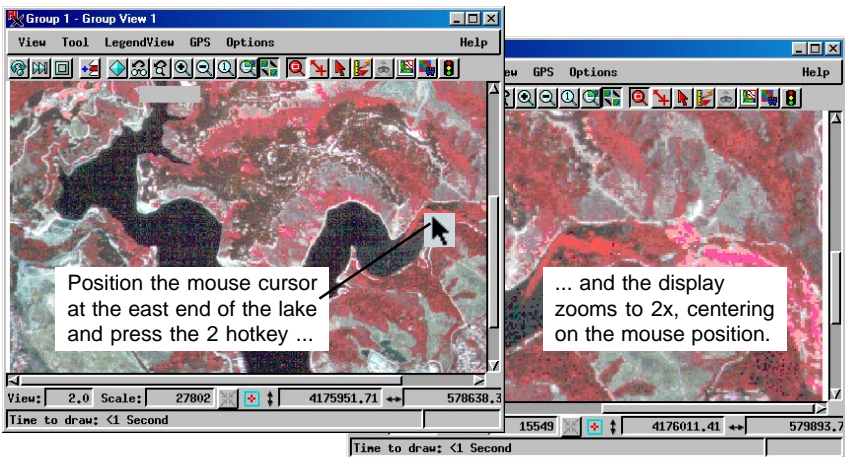 Group 1 - Group View 1
View Tool LegendView GPS Options Help
GPS Options Help
Position the mouse cursor
at the east end of the lake
and press the 2 hotkey ...
... and the display
zooms to 2x, centering
on the mouse position.
View: 2.0 Scale: 27802 4175951.71 578638.3
Time to draw: <1 Second
15549 4176011.41 579893.7
Time to draw: <1 Second